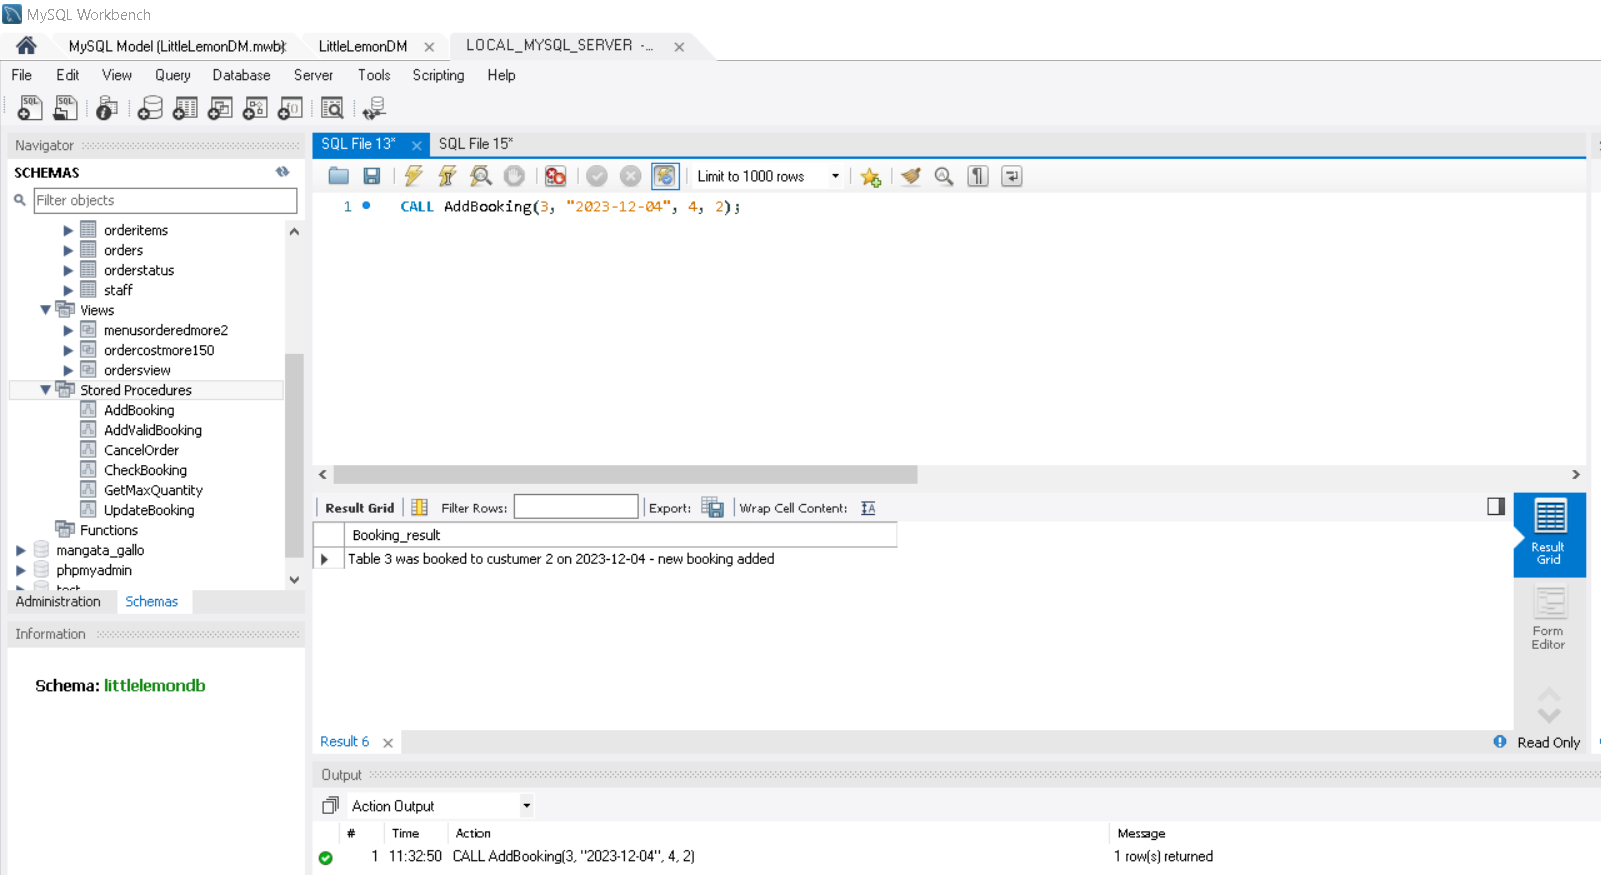 MySQL Workbench
MySQL Model (LittleLemonDM.mwb)
LittleLemonDM
LOCAL_MYSQL_SERVER -...
File Edit View Query Database Server Tools Scripting Help
Navigator
SCHEMAS
Filter objects
orderitems
orders
orderstatus
staff
Views
menusorderedmore2
ordercostmore150
ordersview
Stored Procedures
AddBooking
AddValidBooking
CancelOrder
CheckBooking
GetMaxQuantity
UpdateBooking
Functions
mangata_gallo
phpmyadmin
test
Administration Schemas
Information
Schema: littlelemondb
SQL File 13* SQL File 15*
Limit to 1000 rows
1 CALL AddBooking(3, "2023-12-04", 4, 2);
Result Grid Filter Rows: Export: Wrap Cell Content:
Booking_result
Table 3 was booked to custumer 2 on 2023-12-04 - new booking added
Result
Grid
Form
Editor
Result 6
Read Only
Output
Action Output
# Time Action Message
1 11:32:50 CALL AddBooking(3, "2023-12-04", 4, 2) 1 row(s) returned